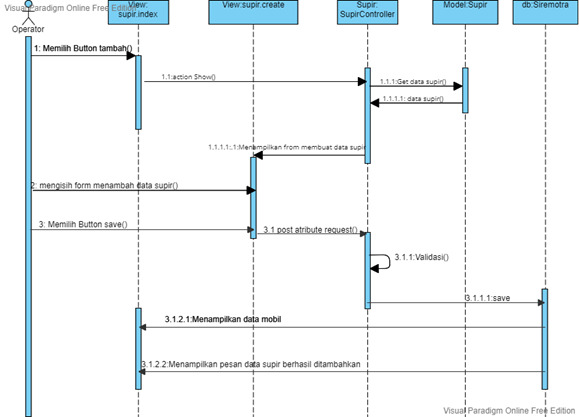 Visual Paradigm Online Free Edition
View:
supir.index
View:supir.create
Supir:
SupirController
Model:Supir
db:Siremotra
Operator
1: Memilih Button tambah()
1.1:action Show()
1.1.1:Get data supir()
1.1.1.1: data supir()
1.1.1.1:.1:Menampilkan from membuat data supir
2: mengisih form menambah data supir()
3: Memilih Button save()
3.1 post atribute request()
3.1.1:Validasi()
3.1.1.1:save
3.1.2.1:Menampilkan data mobil
3.1.2.2:Menampilkan pesan data supir berhasil ditambahkan
Visual Paradigm Online Free Edition